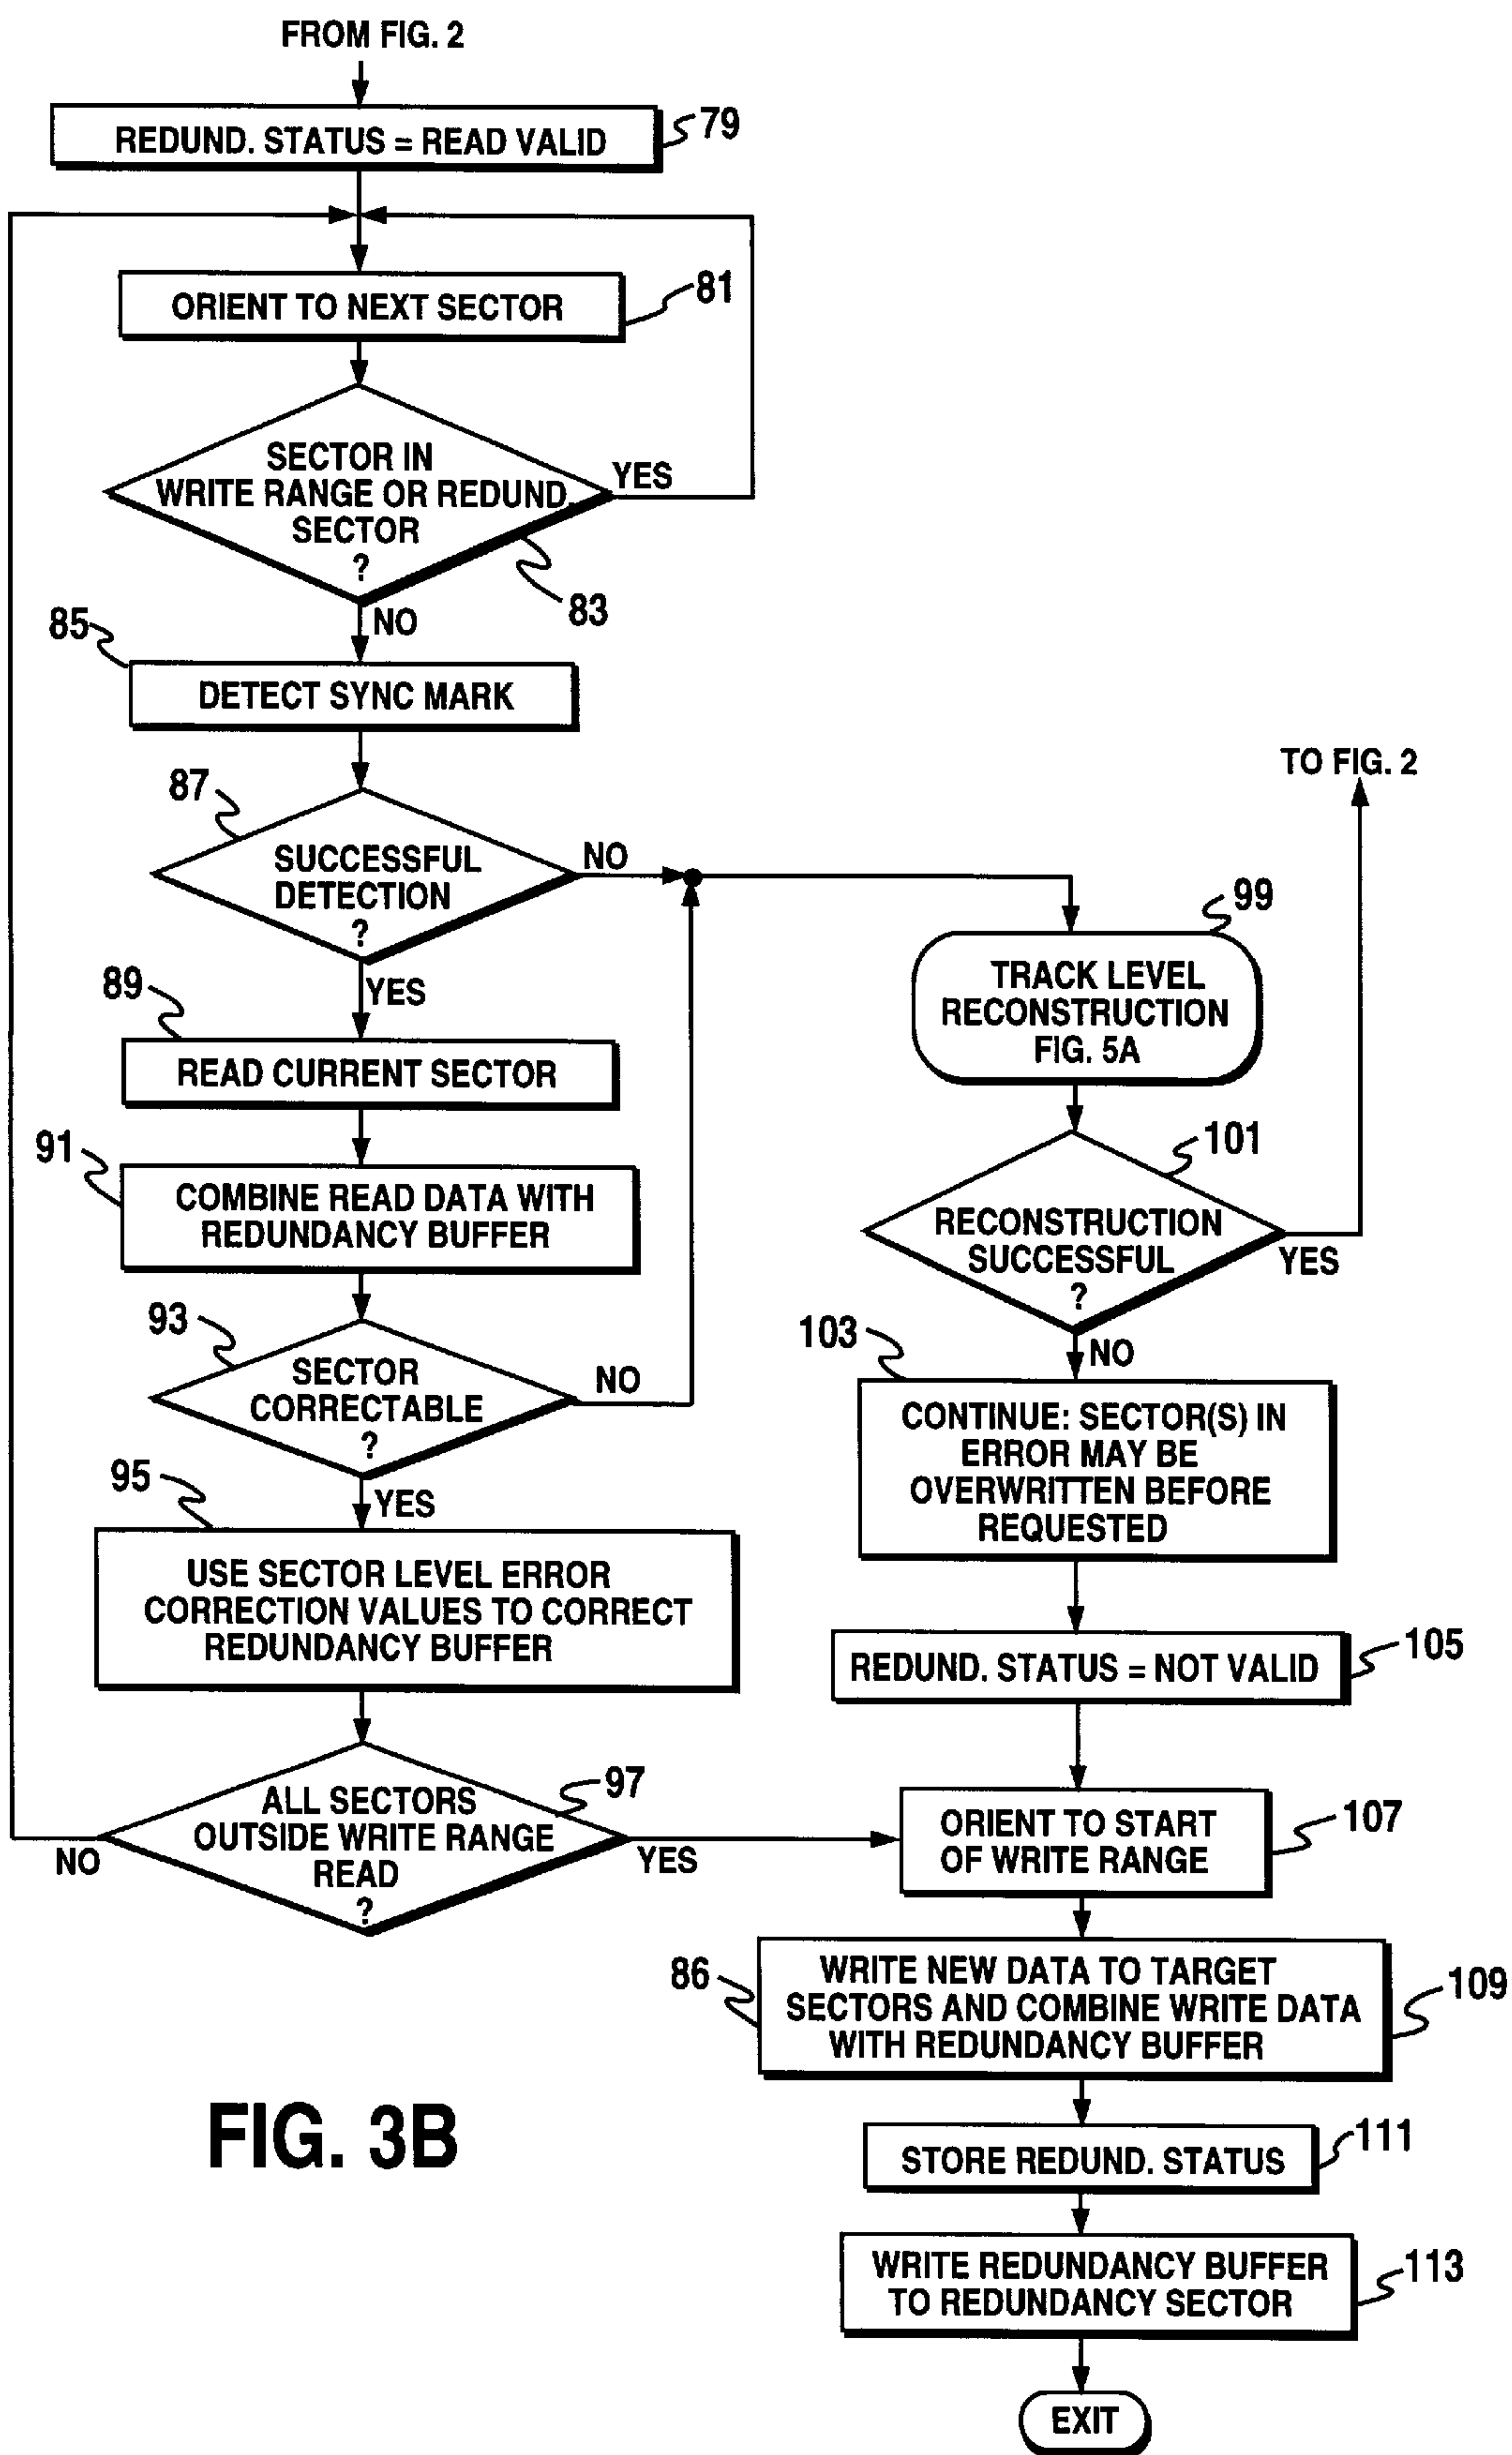 FROM FIG. 2
REDUND. STATUS = READ VALID
79
ORIENT TO NEXT SECTOR
81
SECTOR IN
WRITE RANGE OR REDUND.
SECTOR
?
YES
83
NO
85
DETECT SYNC MARK
87
SUCCESSFUL
DETECTION
?
NO
YES
89
READ CURRENT SECTOR
91
COMBINE READ DATA WITH
REDUNDANCY BUFFER
93
SECTOR
CORRECTABLE
?
NO
YES
95
USE SECTOR LEVEL ERROR
CORRECTION VALUES TO CORRECT
REDUNDANCY BUFFER
97
ALL SECTORS
OUTSIDE WRITE RANGE
READ
?
NO
YES
TO FIG. 2
99
TRACK LEVEL
RECONSTRUCTION
FIG. 5A
101
RECONSTRUCTION
SUCCESSFUL
?
YES
NO
103
CONTINUE: SECTOR(S) IN
ERROR MAY BE
OVERWRITTEN BEFORE
REQUESTED
REDUND. STATUS = NOT VALID
105
ORIENT TO START
OF WRITE RANGE
107
86
WRITE NEW DATA TO TARGET
SECTORS AND COMBINE WRITE DATA
WITH REDUNDANCY BUFFER
109
STORE REDUND. STATUS
111
WRITE REDUNDANCY BUFFER
TO REDUNDANCY SECTOR
113
EXIT
FIG. 3B